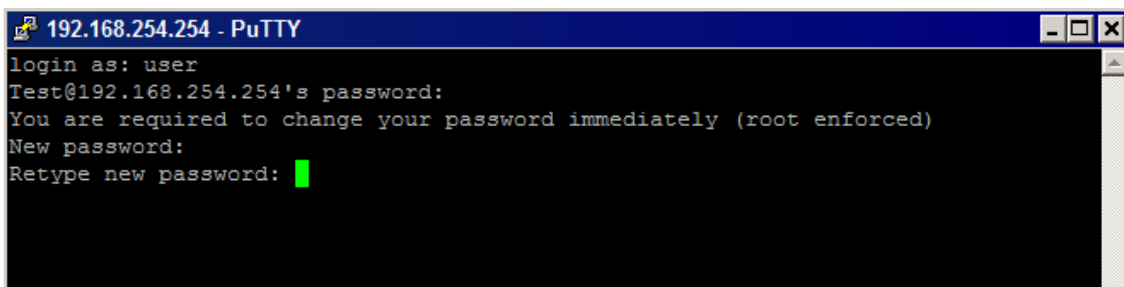 192.168.254.254 - PuTTY
login as: user
Test@192.168.254.254's password:
You are required to change your password immediately (root enforced)
New password:
Retype new password: